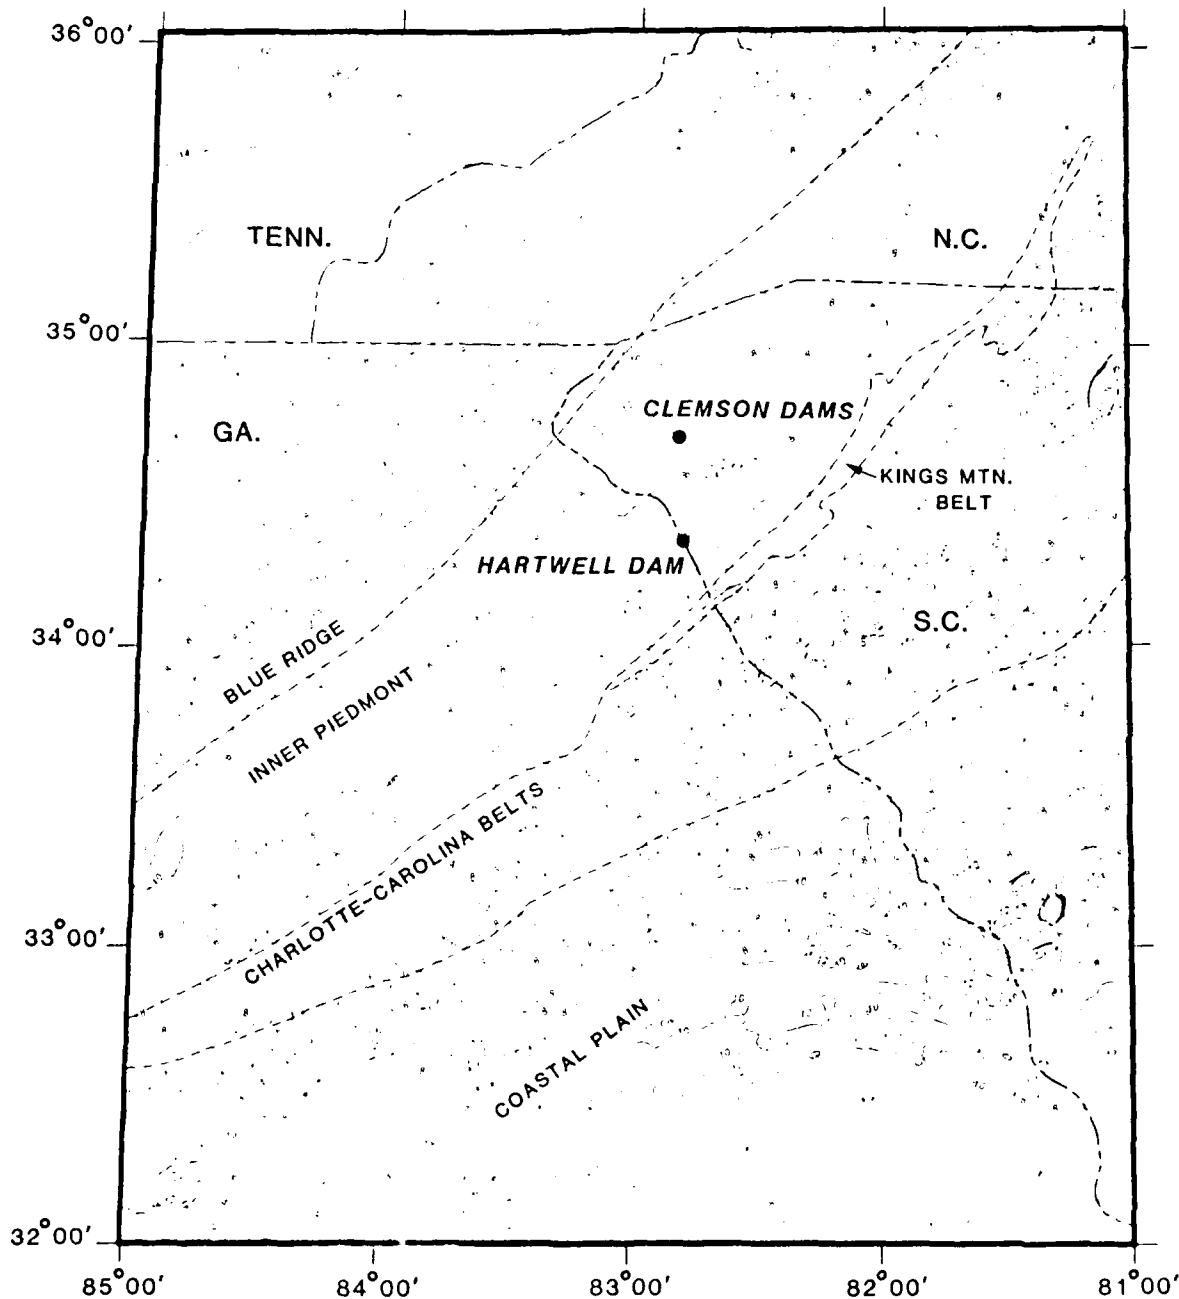 36°00'
TENN.
N.C.
35°00'
CLEMSON DAMS
GA.
KINGS MTN.
BELT
HARTWELL DAM
S.C.
34°00'
BLUE RIDGE
INNER PIEDMONT
CHARLOTTE-CAROLINA BELTS
33°00'
COASTAL PLAIN
32°00'
85°00'
84°00'
83°00'
82°00'
81°00'